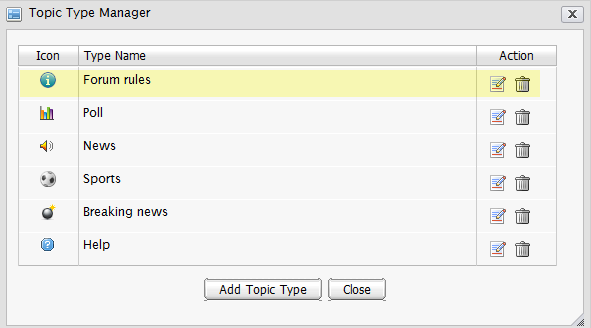 Topic Type Manager
Icon Type Name Action
Forum rules
Poll
News
Sports
Breaking news
Help
Add Topic Type Close